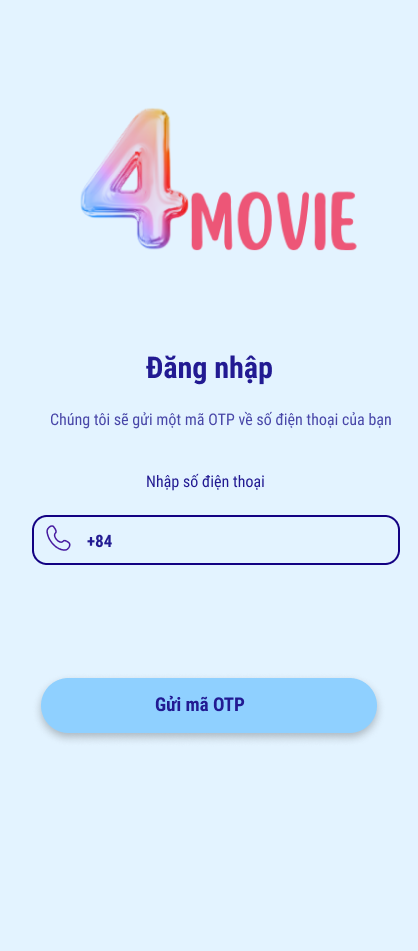 4MOVIE
Đăng nhập
Chúng tôi sẽ gửi một mã OTP về số điện thoại của bạn
Nhập số điện thoại
+84
Gửi mã OTP